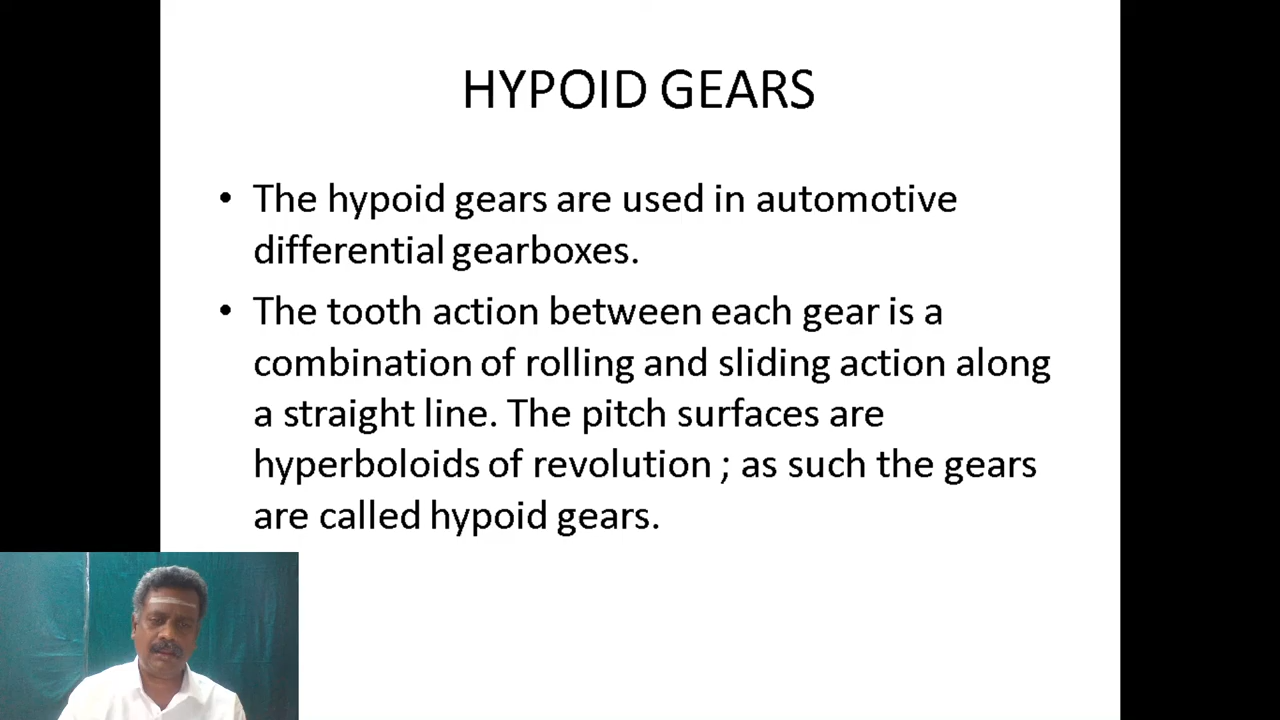 HYPOID GEARS
• The hypoid gears are used in automotive
differential gearboxes.
• The tooth action between each gear is a
combination of rolling and sliding action along
a straight line. The pitch surfaces are
hyperboloids of revolution ; as such the gears
are called hypoid gears.